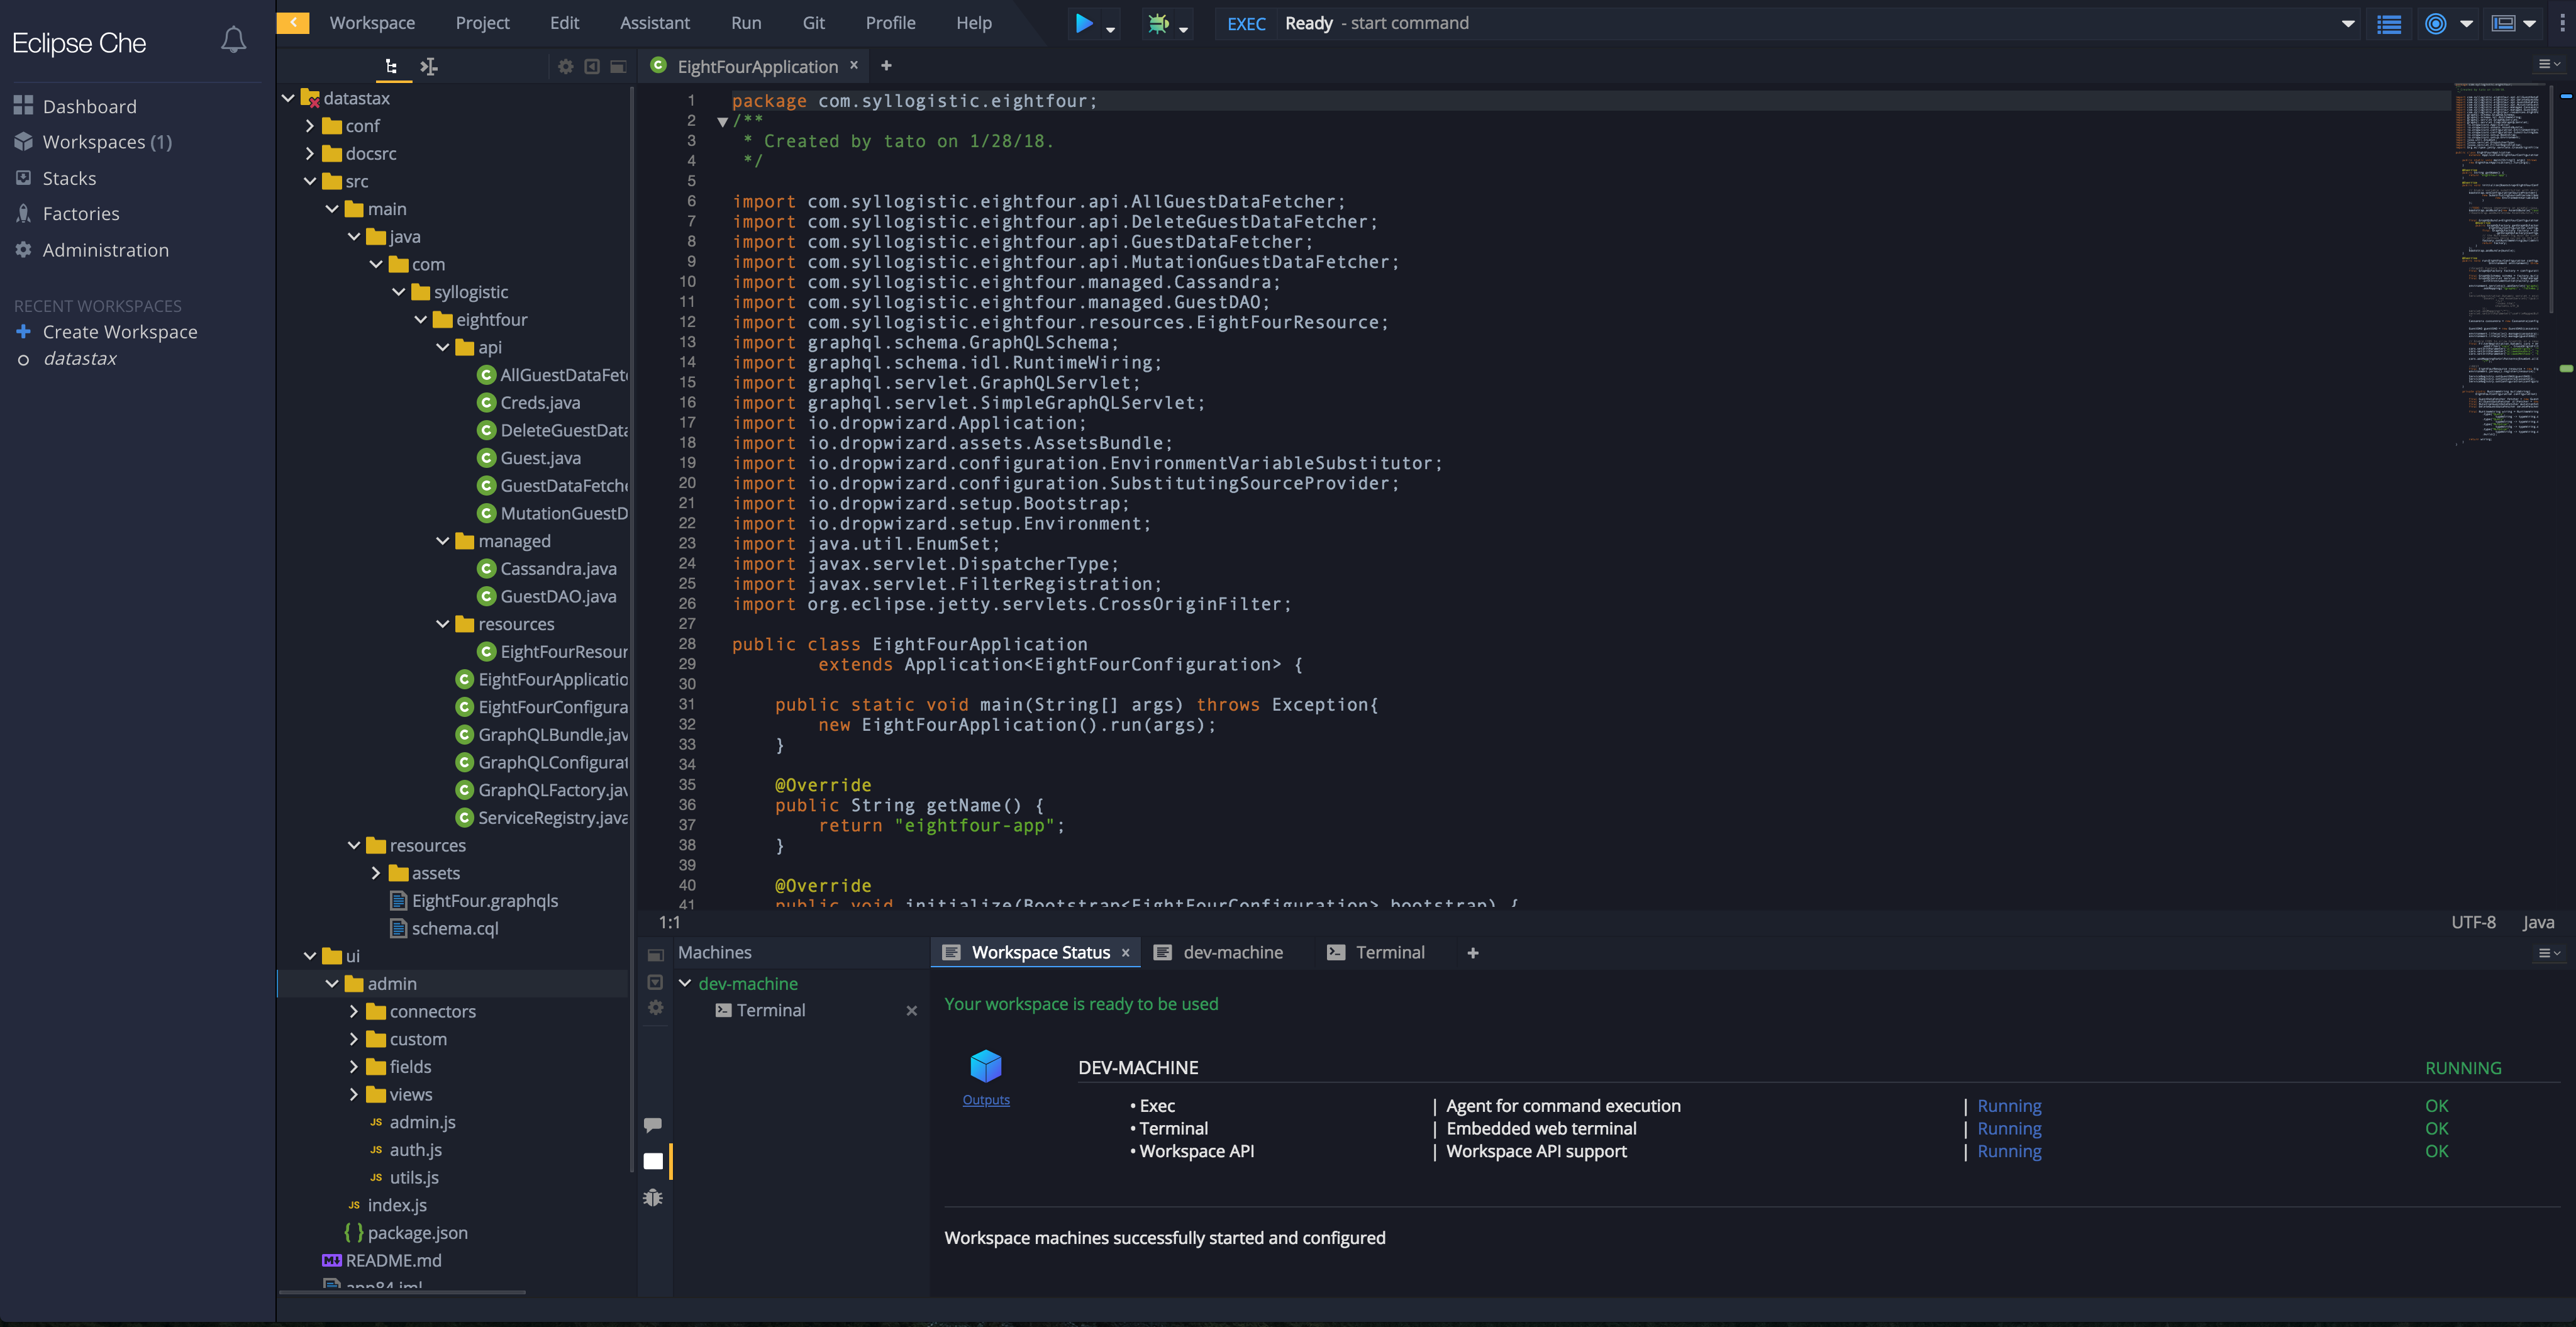 Eclipse Che
Dashboard
Workspaces (1)
Stacks
Factories
Administration
RECENT WORKSPACES
Create Workspace
datastax
Workspace Project Edit Assistant Run Git Profile Help
EXEC Ready - start command
datastax
conf
docsrc
src
main
java
com
syllogistic
eightfour
api
AllGuestDataFet
Creds.java
DeleteGuestData
Guest.java
GuestDataFetche
MutationGuestD
managed
Cassandra.java
GuestDAO.java
resources
EightFourResour
EightFourApplicatio
EightFourConfigura
GraphQLBundle.jav
GraphQLConfigurat
GraphQLFactory.jav
ServiceRegistry.java
resources
assets
EightFour.graphqls
schema.cql
ui
admin
connectors
custom
fields
views
JS admin.js
JS auth.js
JS utils.js
JS index.js
{ } package.json
README.md
app84.iml
EightFourApplication × +
1 package com.syllogistic.eightfour;
2 /**
3 * Created by tato on 1/28/18.
4 */
5
6 import com.syllogistic.eightfour.api.AllGuestDataFetcher;
7 import com.syllogistic.eightfour.api.DeleteGuestDataFetcher;
8 import com.syllogistic.eightfour.api.GuestDataFetcher;
9 import com.syllogistic.eightfour.api.MutationGuestDataFetcher;
10 import com.syllogistic.eightfour.managed.Cassandra;
11 import com.syllogistic.eightfour.managed.GuestDAO;
12 import com.syllogistic.eightfour.resources.EightFourResource;
13 import graphql.schema.GraphQLSchema;
14 import graphql.schema.idl.RuntimeWiring;
15 import graphql.servlet.GraphQLServlet;
16 import graphql.servlet.SimpleGraphQLServlet;
17 import io.dropwizard.Application;
18 import io.dropwizard.assets.AssetsBundle;
19 import io.dropwizard.configuration.EnvironmentVariableSubstitutor;
20 import io.dropwizard.configuration.SubstitutingSourceProvider;
21 import io.dropwizard.setup.Bootstrap;
22 import io.dropwizard.setup.Environment;
23 import java.util.EnumSet;
24 import javax.servlet.DispatcherType;
25 import javax.servlet.FilterRegistration;
26 import org.eclipse.jetty.servlets.CrossOriginFilter;
27
28 public class EightFourApplication
29 extends Application<EightFourConfiguration> {
30
31 public static void main(String[] args) throws Exception{
32 new EightFourApplication().run(args);
33 }
34
35 @Override
36 public String getName() {
37 return "eightfour-app";
38 }
39
40 @Override
41 public void initialize(Bootstrap<EightFourConfiguration> bootstrap) {
1:1 UTF-8 Java
Machines
dev-machine
Terminal ×
Workspace Status × dev-machine Terminal +
Your workspace is ready to be used
Outputs
DEV-MACHINE RUNNING
• Exec | Agent for command execution | Running OK
• Terminal | Embedded web terminal | Running OK
• Workspace API | Workspace API support | Running OK
Workspace machines successfully started and configured